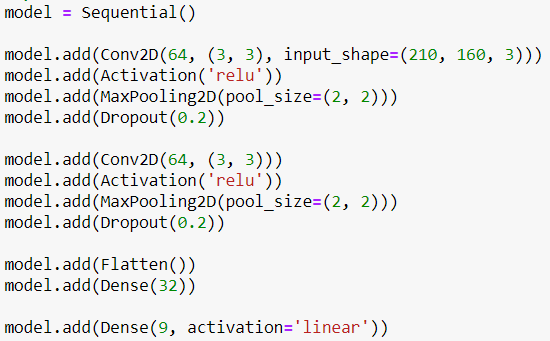 model = Sequential()
model.add(Conv2D(64, (3, 3), input_shape=(210, 160, 3)))
model.add(Activation('relu'))
model.add(MaxPooling2D(pool_size=(2, 2)))
model.add(Dropout(0.2))
model.add(Conv2D(64, (3, 3)))
model.add(Activation('relu'))
model.add(MaxPooling2D(pool_size=(2, 2)))
model.add(Dropout(0.2))
model.add(Flatten())
model.add(Dense(32))
model.add(Dense(9, activation='linear'))